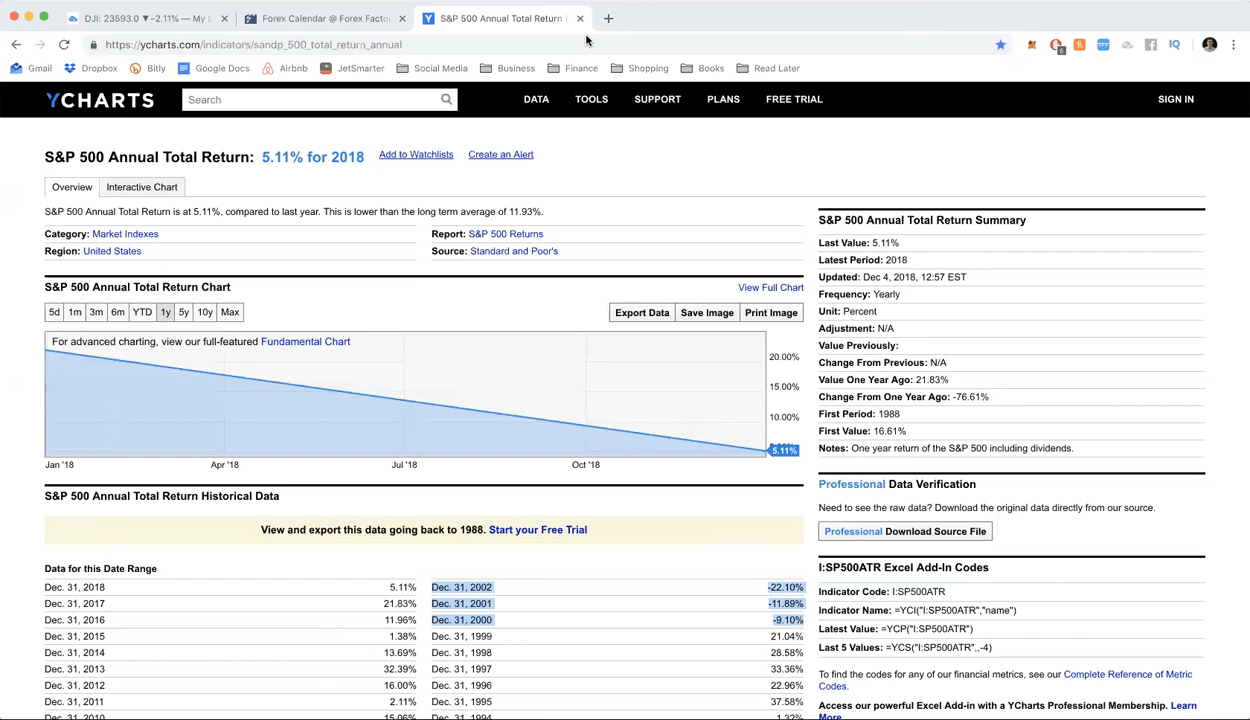 DJI: 23593.0 ▼−2.11% — My L
Forex Calendar @ Forex Facto
S&P 500 Annual Total Return
https://ycharts.com/indicators/sandp_500_total_return_annual
6
IQ
Gmail
Dropbox
Bitly
Google Docs
Airbnb
JetSmarter
Social Media
Business
Finance
Shopping
Books
Read Later
YCHARTS
Search
DATA
TOOLS
SUPPORT
PLANS
FREE TRIAL
SIGN IN
S&P 500 Annual Total Return: 5.11% for 2018 Add to Watchlists Create an Alert
Overview Interactive Chart
S&P 500 Annual Total Return is at 5.11%, compared to last year. This is lower than the long term average of 11.93%.
Category: Market Indexes
Report: S&P 500 Returns
Region: United States
Source: Standard and Poor's
S&P 500 Annual Total Return Chart
View Full Chart
5d 1m 3m 6m YTD 1y 5y 10y Max
Export Data Save Image Print Image
For advanced charting, view our full-featured Fundamental Chart
20.00%
15.00%
10.00%
5.11%
Jan '18 Apr '18 Jul '18 Oct '18
S&P 500 Annual Total Return Historical Data
View and export this data going back to 1988. Start your Free Trial
Data for this Date Range
Dec. 31, 2018 5.11%
Dec. 31, 2017 21.83%
Dec. 31, 2016 11.96%
Dec. 31, 2015 1.38%
Dec. 31, 2014 13.69%
Dec. 31, 2013 32.39%
Dec. 31, 2012 16.00%
Dec. 31, 2011 2.11%
Dec. 31, 2010 15.06%
Dec. 31, 2002 -22.10%
Dec. 31, 2001 -11.89%
Dec. 31, 2000 -9.10%
Dec. 31, 1999 21.04%
Dec. 31, 1998 28.58%
Dec. 31, 1997 33.36%
Dec. 31, 1996 22.96%
Dec. 31, 1995 37.58%
Dec. 31, 1994 1.32%
S&P 500 Annual Total Return Summary
Last Value: 5.11%
Latest Period: 2018
Updated: Dec 4, 2018, 12:57 EST
Frequency: Yearly
Unit: Percent
Adjustment: N/A
Value Previously:
Change From Previous: N/A
Value One Year Ago: 21.83%
Change From One Year Ago: -76.61%
First Period: 1988
First Value: 16.61%
Notes: One year return of the S&P 500 including dividends.
Professional Data Verification
Need to see the raw data? Download the original data directly from our source.
Professional Download Source File
I:SP500ATR Excel Add-In Codes
Indicator Code: I:SP500ATR
Indicator Name: =YCI("I:SP500ATR","name")
Latest Value: =YCP("I:SP500ATR")
Last 5 Values: =YCS("I:SP500ATR",,-4)
To find the codes for any of our financial metrics, see our Complete Reference of Metric
Codes.
Access our powerful Excel Add-in with a YCharts Professional Membership. Learn
More